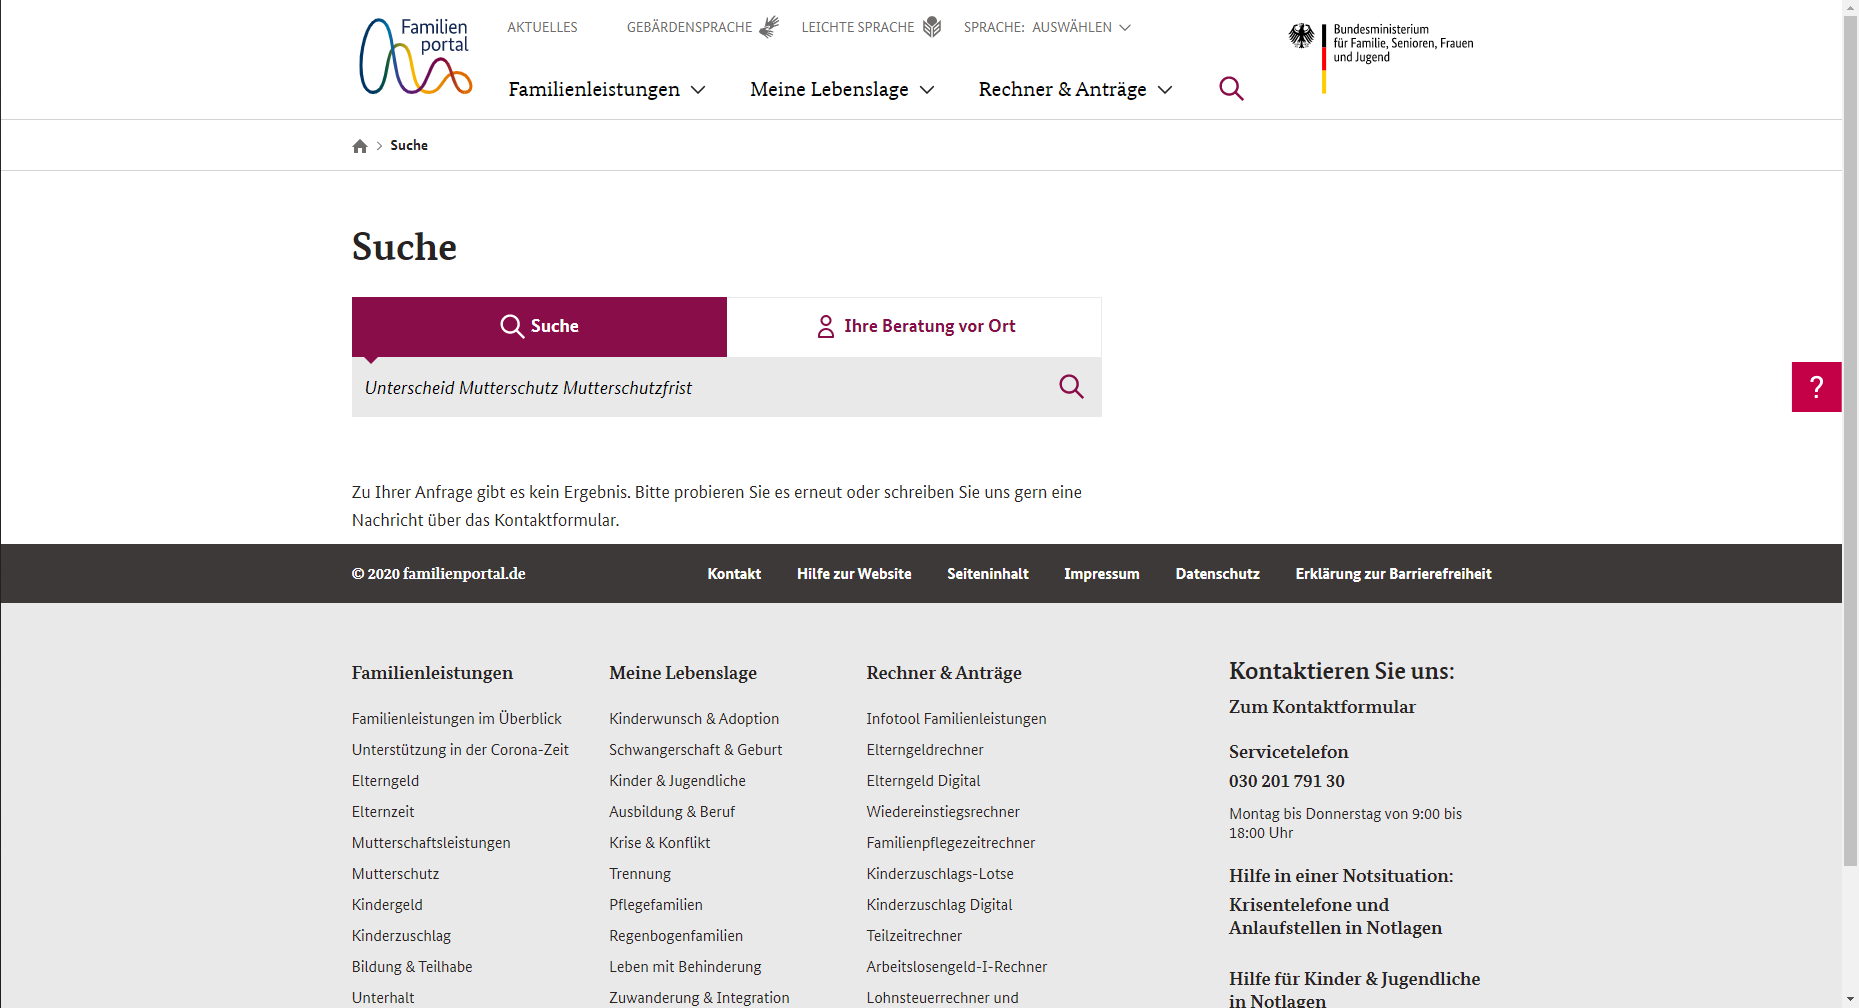 Familien
portal
AKTUELLES
GEBÄRDENSPRACHE
LEICHTE SPRACHE
SPRACHE: AUSWÄHLEN
Familienleistungen
Meine Lebenslage
Rechner & Anträge
Bundesministerium
für Familie, Senioren, Frauen
und Jugend
Suche
Suche
Suche
Ihre Beratung vor Ort
Unterscheid Mutterschutz Mutterschutzfrist
?
Zu Ihrer Anfrage gibt es kein Ergebnis. Bitte probieren Sie es erneut oder schreiben Sie uns gern eine
Nachricht über das Kontaktformular.
© 2020 familienportal.de
Kontakt
Hilfe zur Website
Seiteninhalt
Impressum
Datenschutz
Erklärung zur Barrierefreiheit
Familienleistungen
Familienleistungen im Überblick
Unterstützung in der Corona-Zeit
Elterngeld
Elternzeit
Mutterschaftsleistungen
Mutterschutz
Kindergeld
Kinderzuschlag
Bildung & Teilhabe
Unterhalt
Meine Lebenslage
Kinderwunsch & Adoption
Schwangerschaft & Geburt
Kinder & Jugendliche
Ausbildung & Beruf
Krise & Konflikt
Trennung
Pflegefamilien
Regenbogenfamilien
Leben mit Behinderung
Zuwanderung & Integration
Rechner & Anträge
Infotool Familienleistungen
Elterngeldrechner
Elterngeld Digital
Wiedereinstiegsrechner
Familienpflegezeitrechner
Kinderzuschlags-Lotse
Kinderzuschlag Digital
Teilzeitrechner
Arbeitslosengeld-I-Rechner
Lohnsteuerrechner und
Kontaktieren Sie uns:
Zum Kontaktformular
Servicetelefon
030 201 791 30
Montag bis Donnerstag von 9:00 bis
18:00 Uhr
Hilfe in einer Notsituation:
Krisentelefone und
Anlaufstellen in Notlagen
Hilfe für Kinder & Jugendliche
in Notlagen